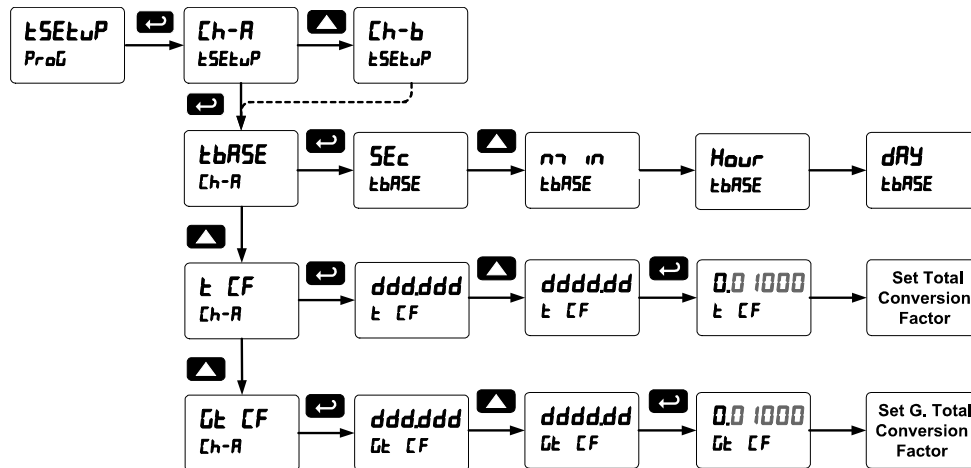 tSEtuP
ProG
Ch-A
tSEtuP
Ch-b
tSEtuP
tbASE
Ch-A
SEc
tbASE
min
tbASE
Hour
tbASE
dAY
tbASE
t CF
Ch-A
ddd.ddd
t CF
dddd.dd
t CF
0.01000
t CF
Set Total
Conversion
Factor
Gt CF
Ch-A
ddd.ddd
Gt CF
dddd.dd
Gt CF
0.01000
Gt CF
Set G. Total
Conversion
Factor